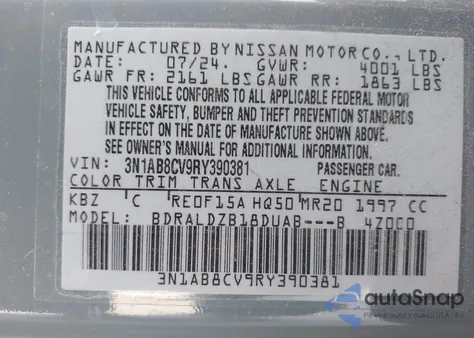 MANUFACTURED BY NISSAN MOTOR CO., LTD.
DATE: 07/24. GVWR: 4001 LBS
GAWR FR: 2161 LBS GAWR RR: 1863 LBS
THIS VEHICLE CONFORMS TO ALL APPLICABLE FEDERAL MOTOR
VEHICLE SAFETY, BUMPER AND THEFT PREVENTION STANDARDS
IN EFFECT ON THE DATE OF MANUFACTURE SHOWN ABOVE.
SEE OWNER'S MANUAL FOR ADDITIONAL INFORMATION.
VIN: 3N1AB8CV9RY390381 PASSENGER CAR.
COLOR TRIM TRANS AXLE ENGINE
KBZ C RE0F15A HQ50 MR20 1997 CC
MODEL: BDRALDZB18DUAB---B 4Z0C0
3N1AB8CV9RY390381
autoSnap